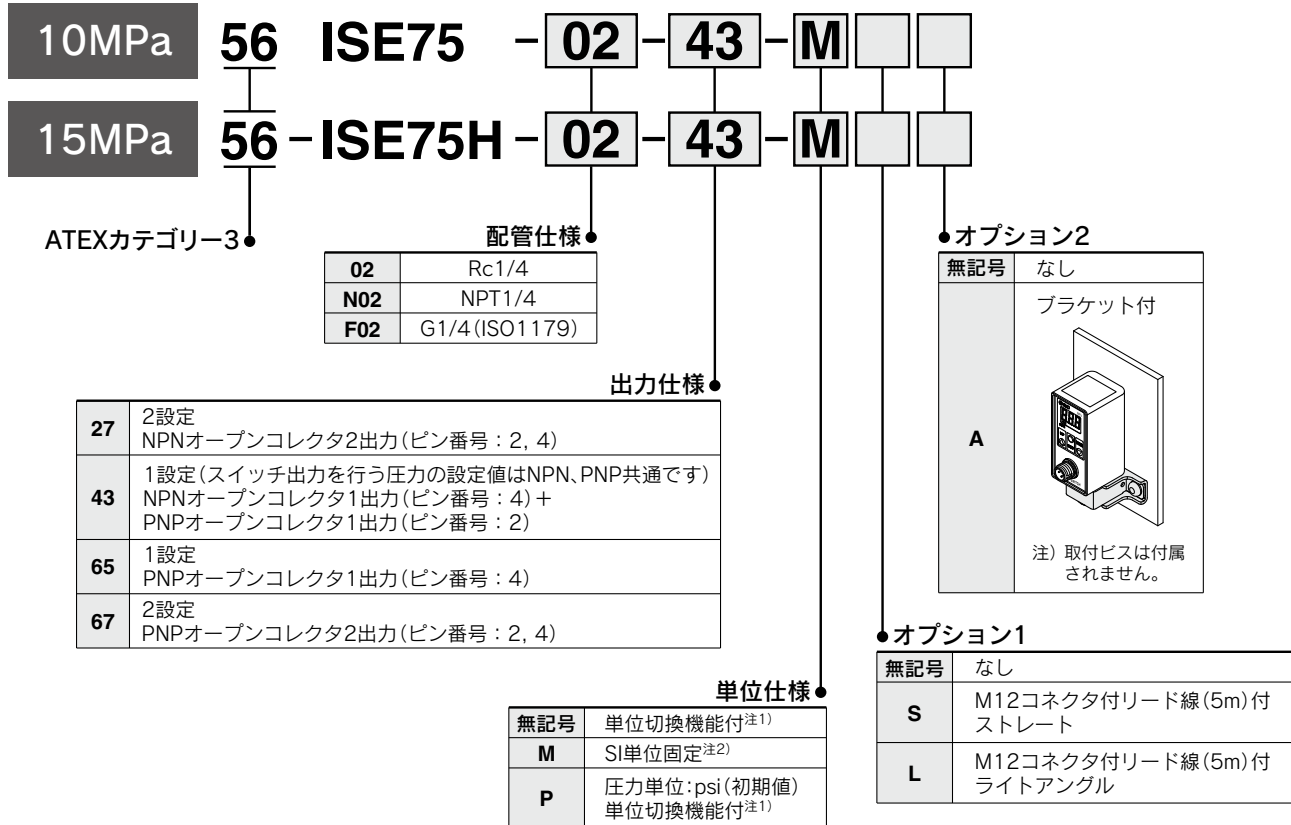 10MPa 56 ISE75 -02-43-M
15MPa 56-ISE75H-02-43-M
ATEXカテゴリー3
配管仕様
02 Rc1/4
N02 NPT1/4
F02 G1/4(ISO1179)
出力仕様
27 2設定
NPNオープンコレクタ2出力(ピン番号:2, 4)
43 1設定(スイッチ出力を行う圧力の設定値はNPN、PNP共通です)
NPNオープンコレクタ1出力(ピン番号:4)+
PNPオープンコレクタ1出力(ピン番号:2)
65 1設定
PNPオープンコレクタ1出力(ピン番号:4)
67 2設定
PNPオープンコレクタ2出力(ピン番号:2, 4)
単位仕様
無記号 単位切換機能付注1)
M SI単位固定注2)
P 圧力単位:psi(初期値)
単位切換機能付注1)
オプション2
無記号 なし
A ブラケット付
注) 取付ビスは付属
されません。
オプション1
無記号 なし
S M12コネクタ付リード線(5m)付
ストレート
L M12コネクタ付リード線(5m)付
ライトアングル